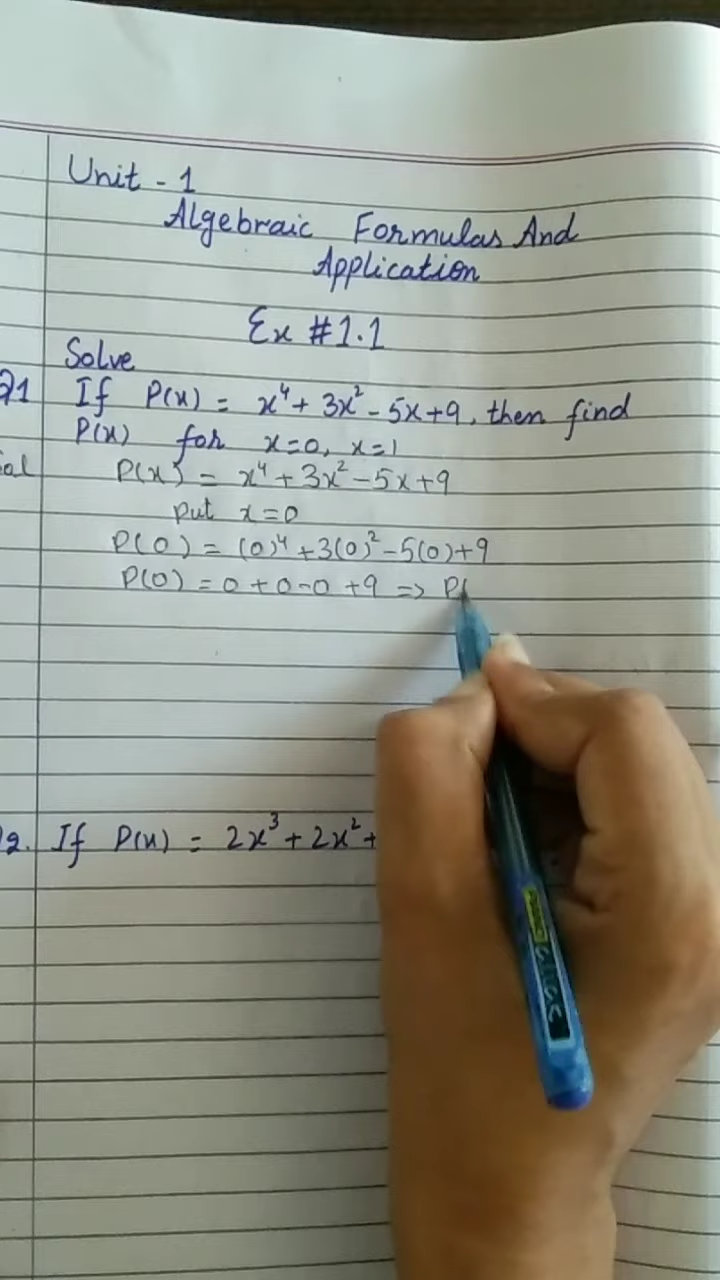 Unit - 1
Algebraic Formulas And
Application
Ex #1.1
Solve
Q1 If P(x) = x⁴ + 3x² - 5x + 9, then find
P(x) for x=0, x=1
P(x) = x⁴ + 3x² - 5x + 9
put x=0
P(0) = (0)⁴ + 3(0)² - 5(0) + 9
P(0) = 0 + 0 - 0 + 9 => P(
2. If P(x) = 2x³ + 2x² +